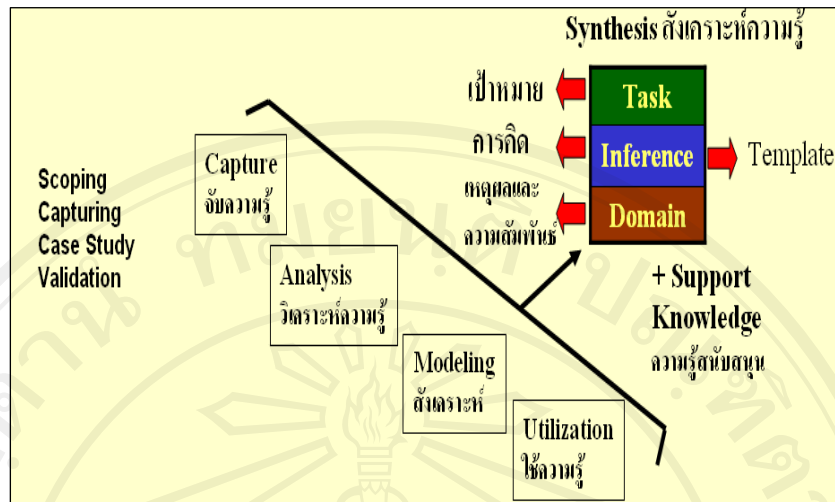 Synthesis สังเคราะห์ความรู้
เป้าหมาย
Task
การคิด
Inference
Template
เหตุผลและ
ความสัมพันธ์
Domain
Scoping
Capturing
Case Study
Validation
Capture
จับความรู้
Analysis
วิเคราะห์ความรู้
Modeling
สังเคราะห์
Utilization
ใช้ความรู้
+ Support
Knowledge
ความรู้สนับสนุน